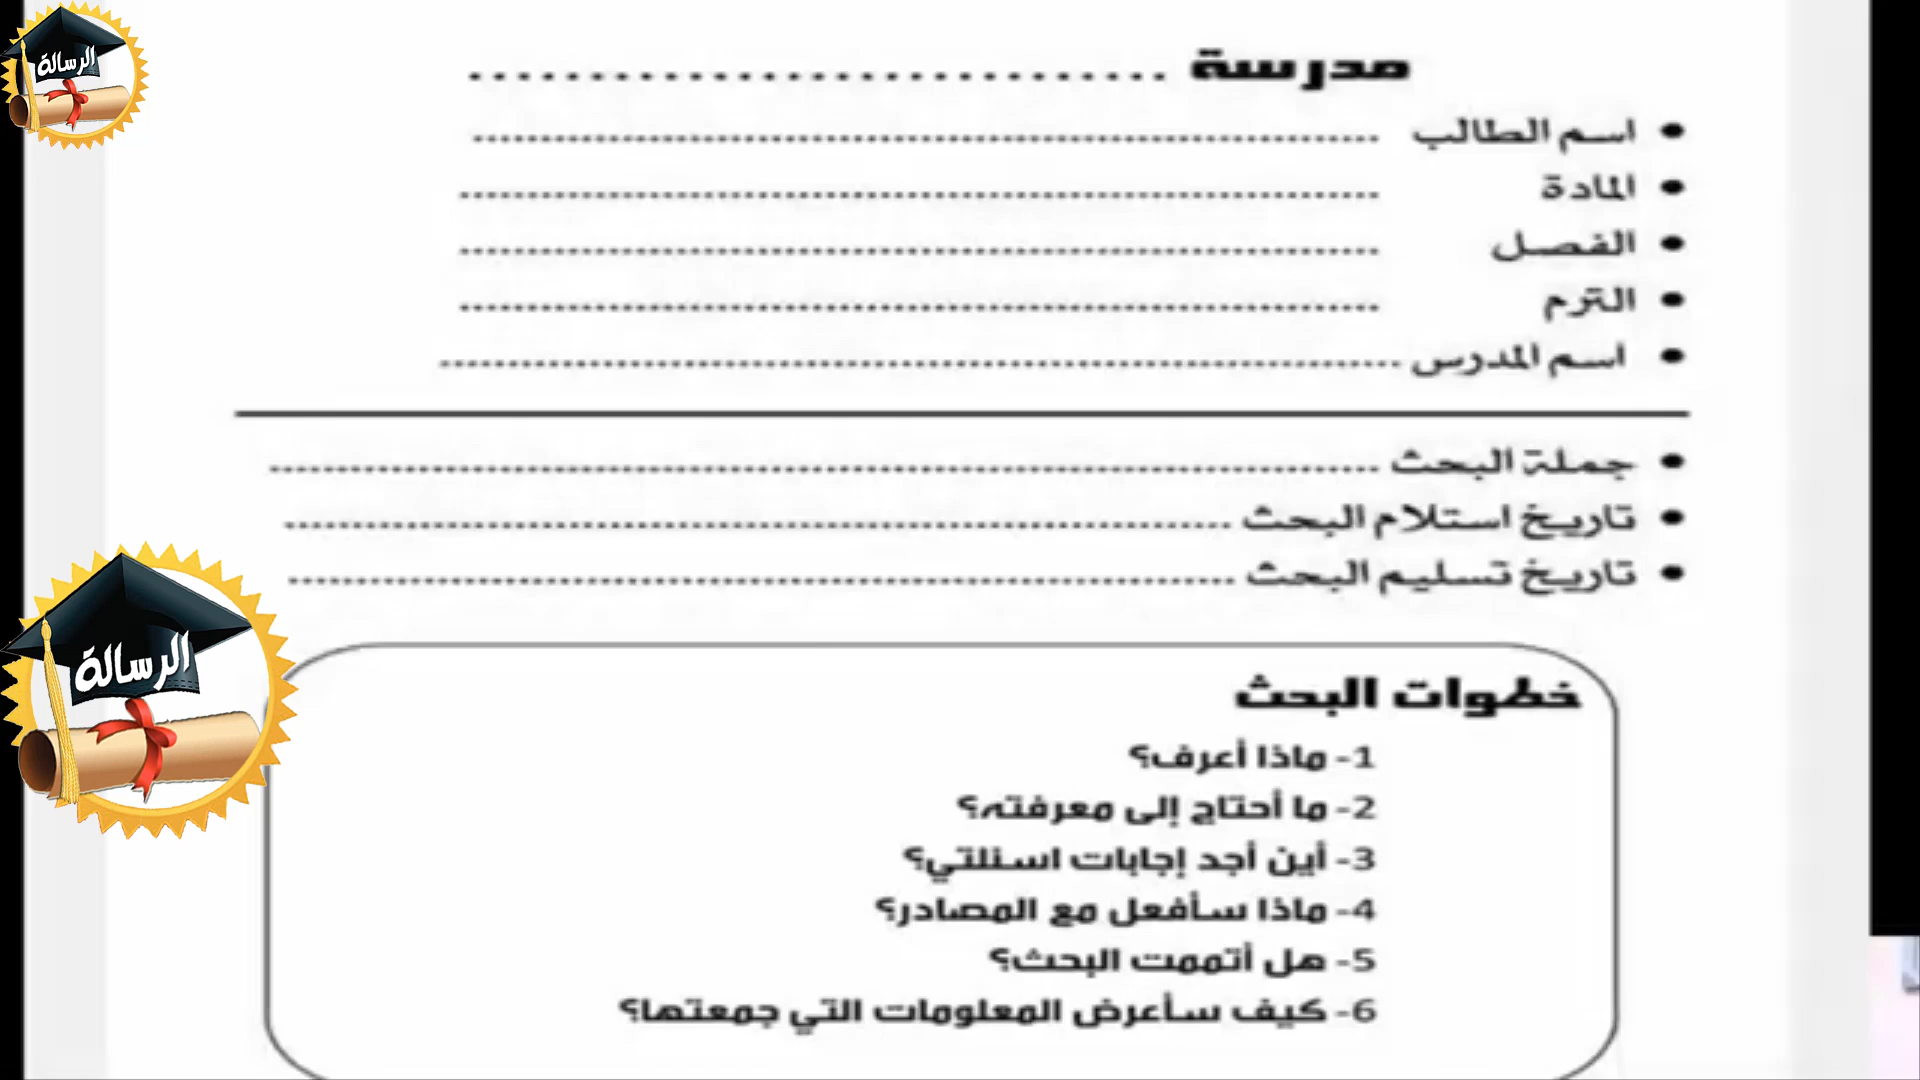 الرسالة
مدرسة ..............................
• اسم الطالب ..............................
• المادة ..............................
• الفصل ..............................
• الترم ..............................
• اسم المدرس ..............................
• جملة البحث ..............................
• تاريخ استلام البحث ..............................
• تاريخ تسليم البحث ..............................
الرسالة
خطوات البحث
1- ماذا أعرف؟
2- ما أحتاج إلى معرفته؟
3- أين أجد إجابات اسئلتي؟
4- ماذا سأفعل مع المصادر؟
5- هل أتممت البحث؟
6- كيف سأعرض المعلومات التي جمعتها؟